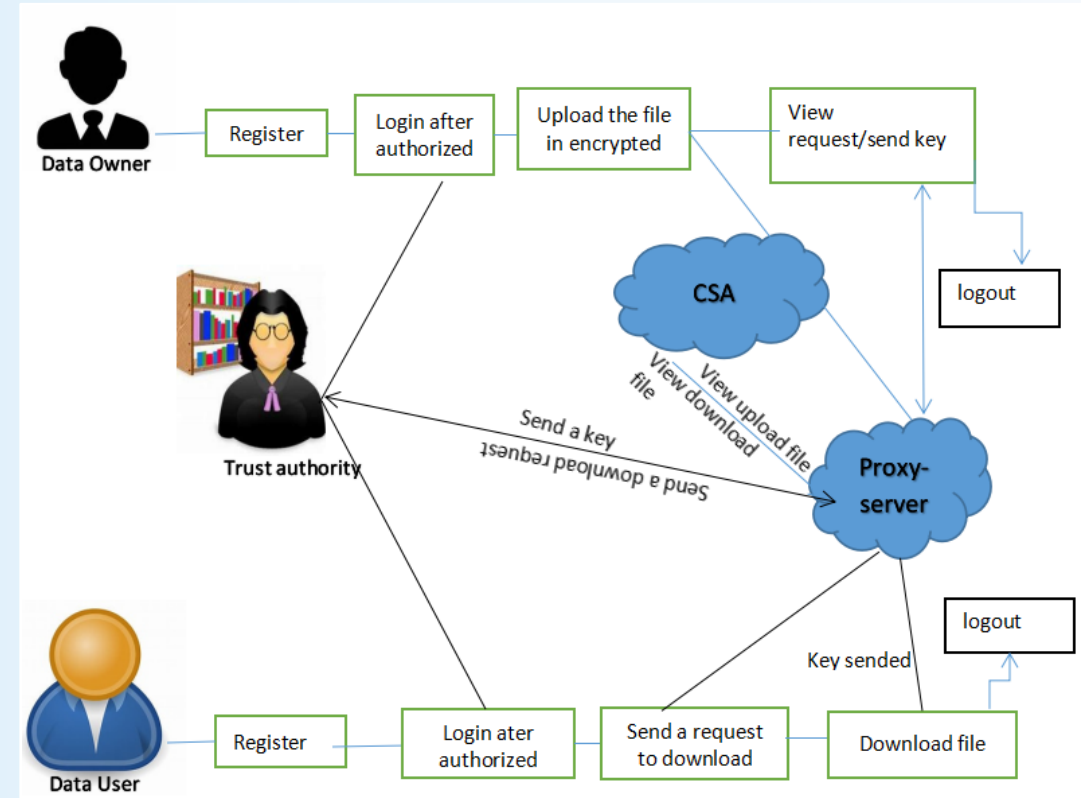 Data Owner
Register
Login after
authorized
Upload the file
in encrypted
View
request/send key
logout
CSA
View upload file
View download
file
Trust authority
Send a key
Send a download request
Proxy-
server
Data User
Register
Login ater
authorized
Send a request
to download
Key sended
Download file
logout